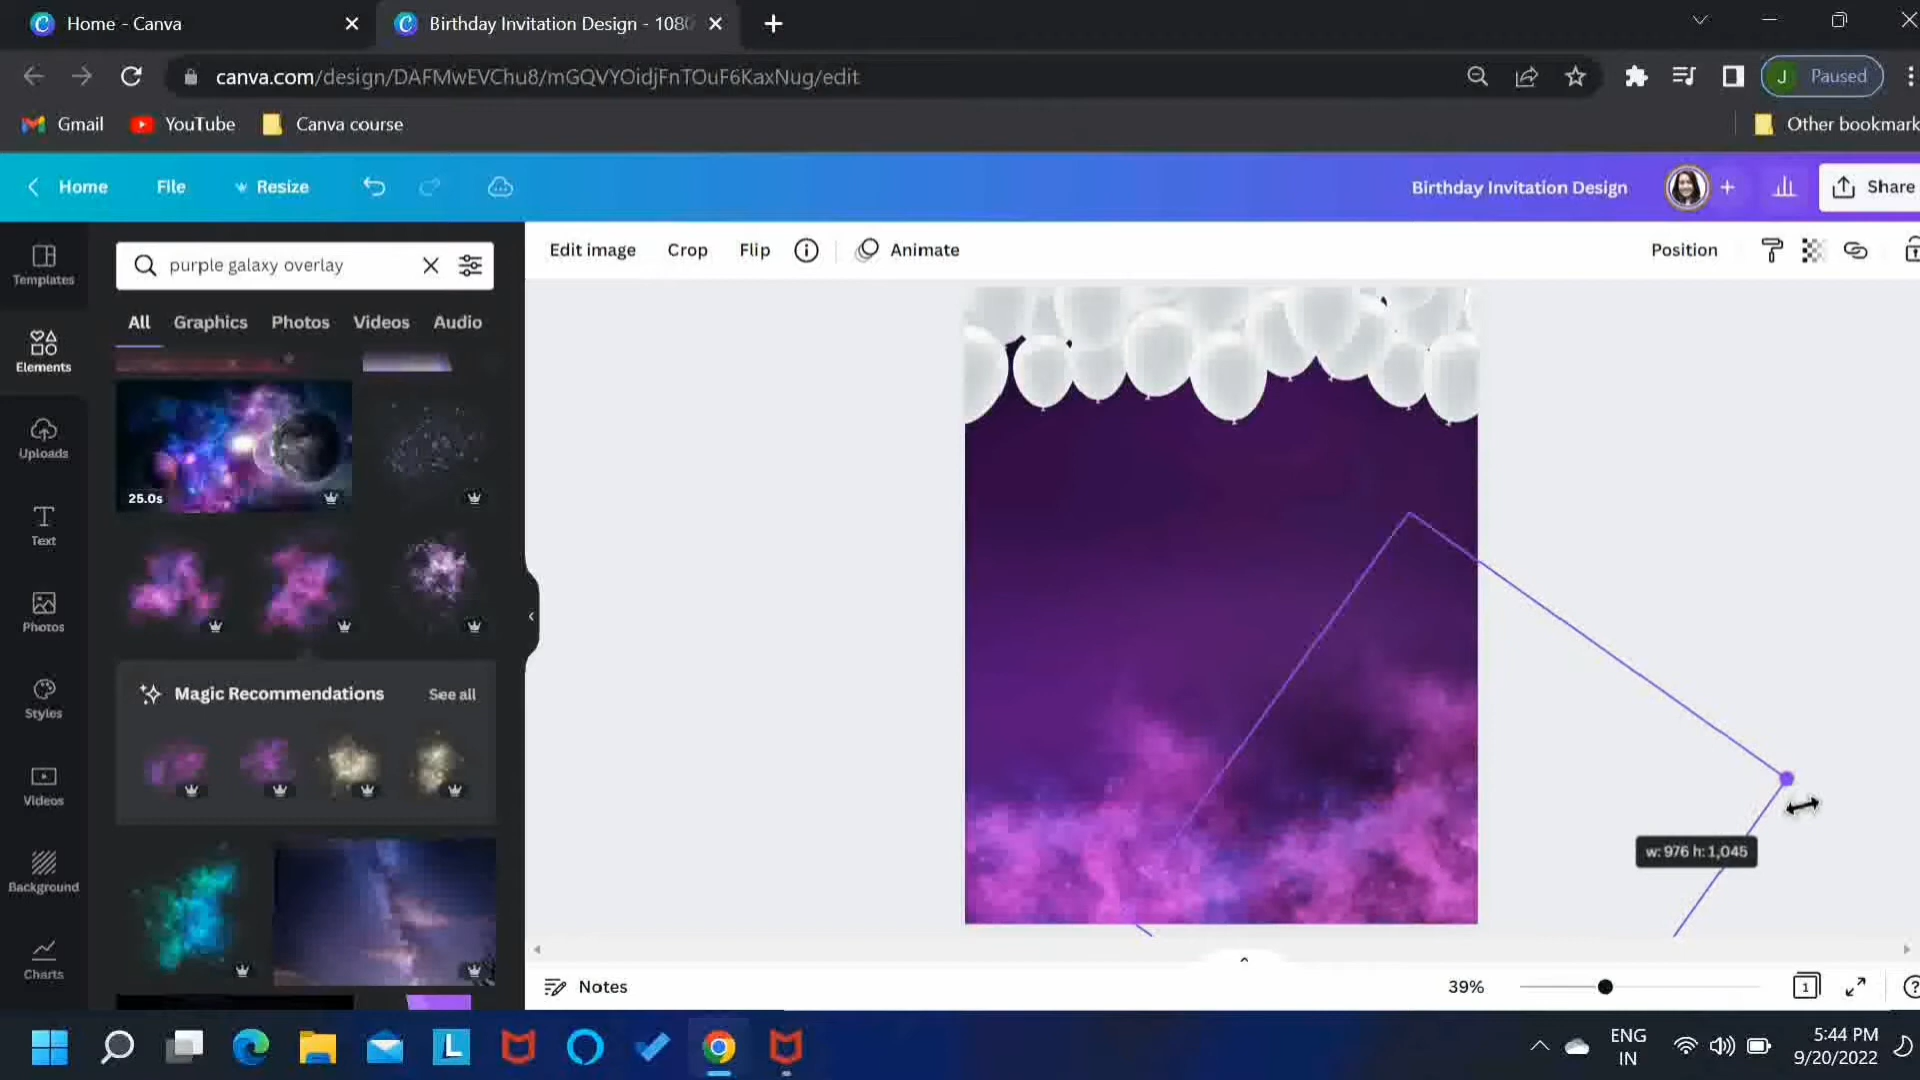 Home - Canva
Birthday Invitation Design - 1080
canva.com/design/DAFMwEVChu8/mGQVYOidjFnTOuF6KaxNug/edit
J Paused
Gmail
YouTube
Canva course
Other bookmark
Home
File
Resize
Birthday Invitation Design
Share
Templates
Elements
Uploads
Text
Photos
Styles
Videos
Background
Charts
purple galaxy overlay
All
Graphics
Photos
Videos
Audio
25.0s
Magic Recommendations
See all
Edit image
Crop
Flip
Animate
Position
w: 976 h: 1,045
Notes
39%
1
ENG
IN
5:44 PM
9/20/2022